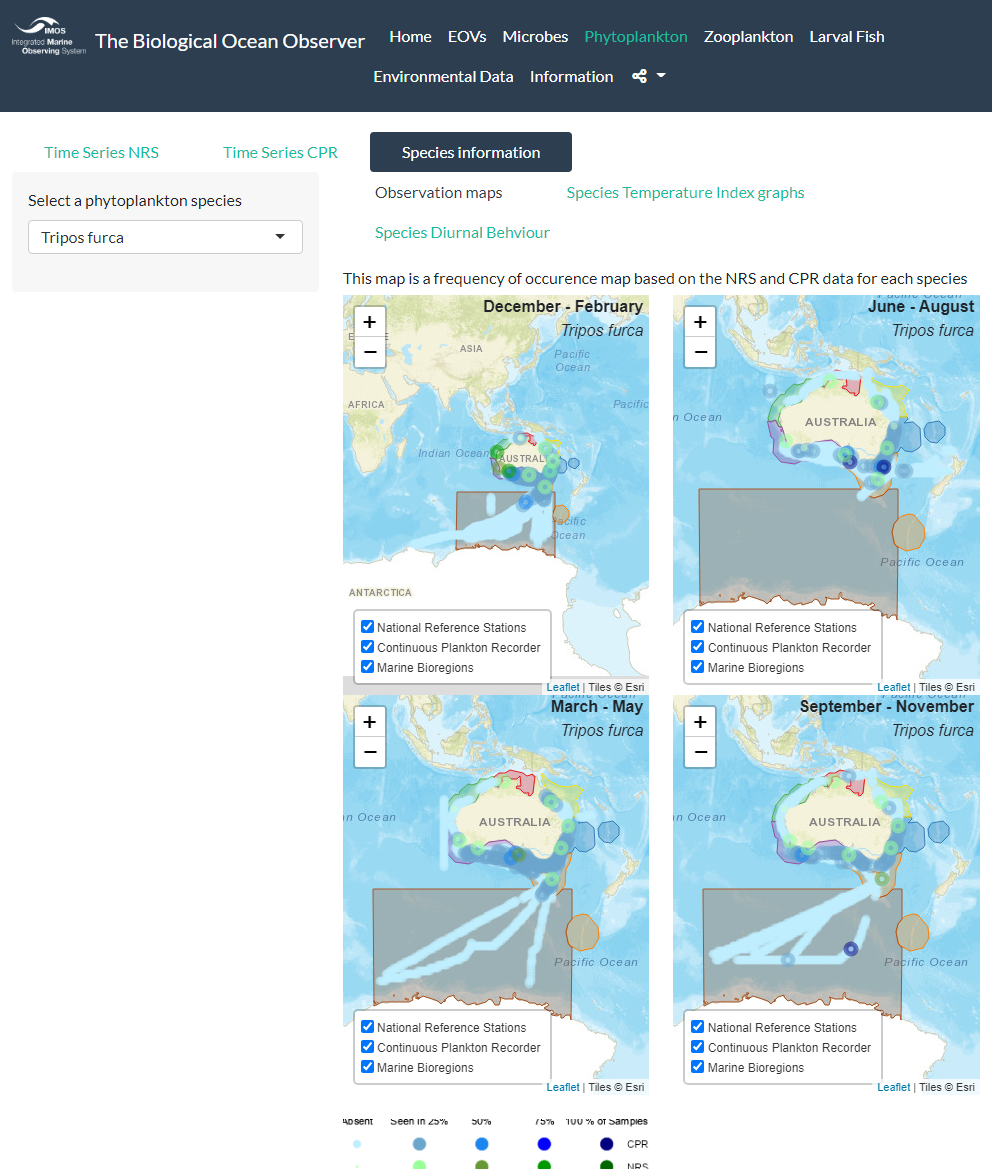 IMOS
Integrated Marine
Observing System
The Biological Ocean Observer
Home EOVs Microbes Phytoplankton Zooplankton Larval Fish
Environmental Data Information
Time Series NRS Time Series CPR Species information
Select a phytoplankton species
Tripos furca
Observation maps Species Temperature Index graphs
Species Diurnal Behviour
This map is a frequency of occurence map based on the NRS and CPR data for each species
December - February
Tripos furca
+
−
ASIA
Pacific
Ocean
AFRICA
Pacific
Indian Ocean
AUSTRAL
Pacific
Ocean
ANTARCTICA
National Reference Stations
Continuous Plankton Recorder
Marine Bioregions
Leaflet | Tiles © Esri
Pacific Ocean
June - August
Tripos furca
+
−
n Ocean
AUSTRALIA
Pacific Ocean
National Reference Stations
Continuous Plankton Recorder
Marine Bioregions
Leaflet | Tiles © Esri
Pacific Ocean
March - May
Tripos furca
+
−
n Ocean
AUSTRALIA
Pacific Ocean
National Reference Stations
Continuous Plankton Recorder
Marine Bioregions
Leaflet | Tiles © Esri
September - November
Tripos furca
+
−
n Ocean
AUSTRALIA
Pacific Ocean
National Reference Stations
Continuous Plankton Recorder
Marine Bioregions
Leaflet | Tiles © Esri
Absent Seen in 25% 50% 75% 100 % of Samples
CPR
NRS